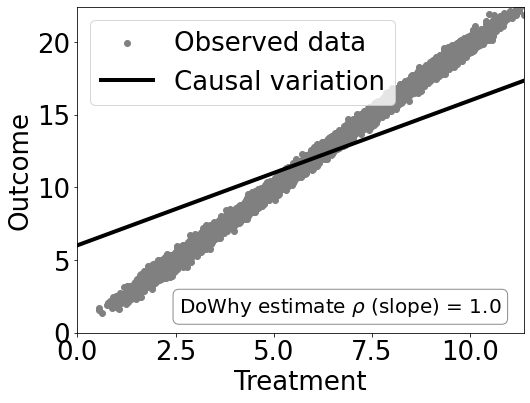 Observed data
Causal variation
20
15
10
5
0
Outcome
DoWhy estimate ρ (slope) = 1.0
0.0 2.5 5.0 7.5 10.0
Treatment